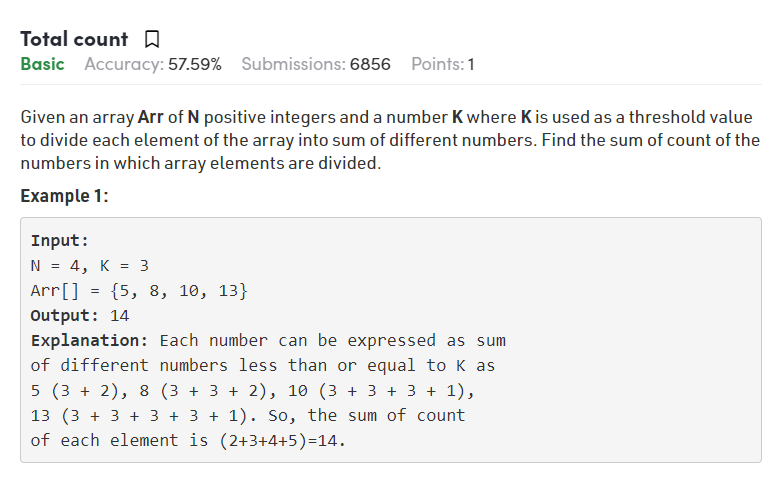 Total count
Basic Accuracy: 57.59% Submissions: 6856 Points: 1
Given an array Arr of N positive integers and a number K where K is used as a threshold value
to divide each element of the array into sum of different numbers. Find the sum of count of the
numbers in which array elements are divided.
Example 1:
Input:
N = 4, K = 3
Arr[] = {5, 8, 10, 13}
Output: 14
Explanation: Each number can be expressed as sum
of different numbers less than or equal to K as
5 (3 + 2), 8 (3 + 3 + 2), 10 (3 + 3 + 3 + 1),
13 (3 + 3 + 3 + 3 + 1). So, the sum of count
of each element is (2+3+4+5)=14.